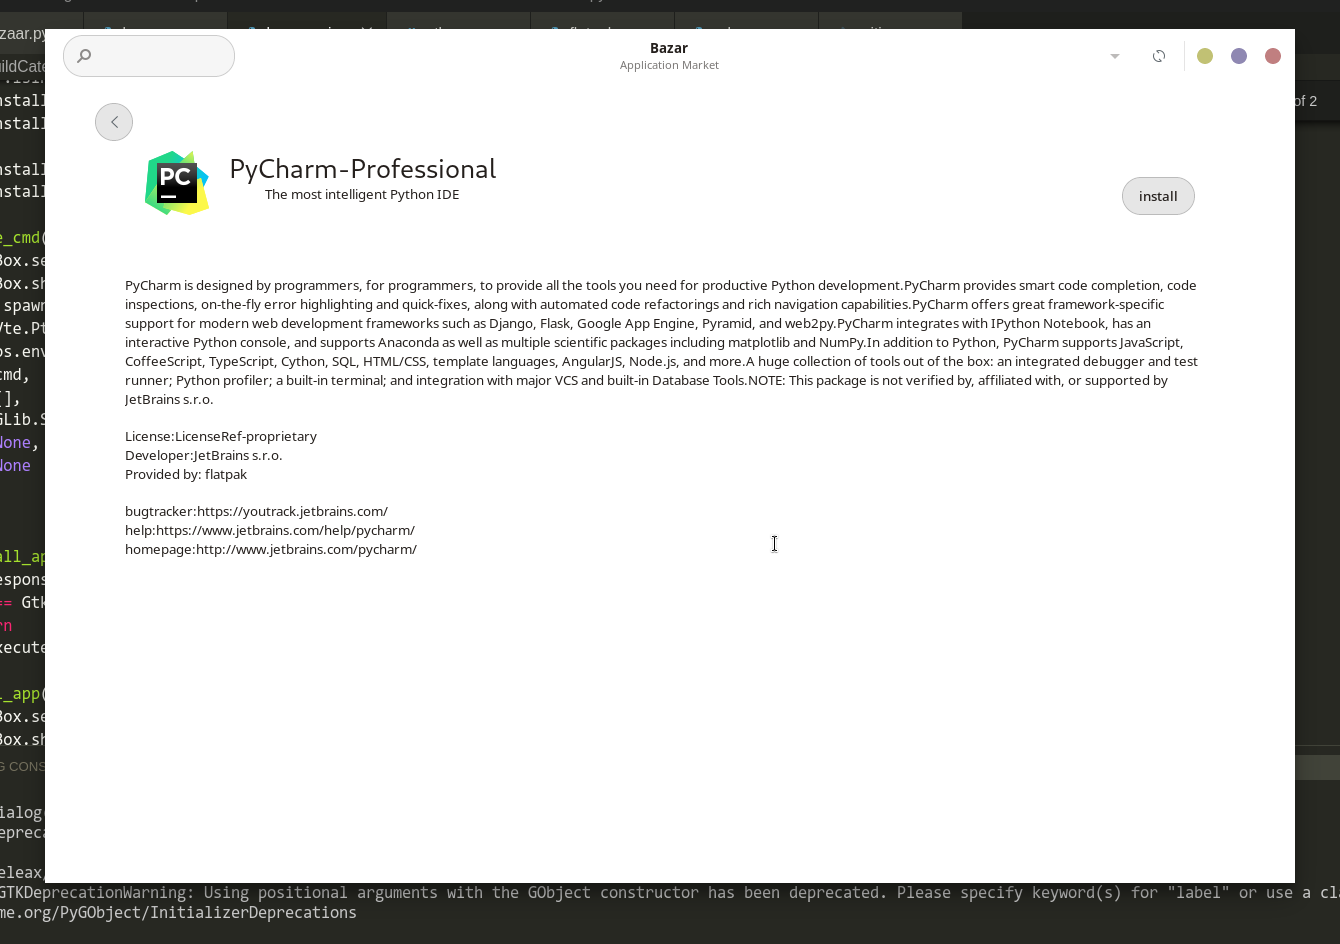 zaar.py
Bazar
Application Market
ildCate
nstall
nstall
of 2
nstall
nstall
PC
PyCharm-Professional
The most intelligent Python IDE
install
e_cmd(
Box.se
Box.sh
spawn
Vte.Pt
os.env
cmd,
[],
GLib.S
None,
None
PyCharm is designed by programmers, for programmers, to provide all the tools you need for productive Python development.PyCharm provides smart code completion, code
inspections, on-the-fly error highlighting and quick-fixes, along with automated code refactorings and rich navigation capabilities.PyCharm offers great framework-specific
support for modern web development frameworks such as Django, Flask, Google App Engine, Pyramid, and web2py.PyCharm integrates with IPython Notebook, has an
interactive Python console, and supports Anaconda as well as multiple scientific packages including matplotlib and NumPy.In addition to Python, PyCharm supports JavaScript,
CoffeeScript, TypeScript, Cython, SQL, HTML/CSS, template languages, AngularJS, Node.js, and more.A huge collection of tools out of the box: an integrated debugger and test
runner; Python profiler; a built-in terminal; and integration with major VCS and built-in Database Tools.NOTE: This package is not verified by, affiliated with, or supported by
JetBrains s.r.o.
License:LicenseRef-proprietary
Developer:JetBrains s.r.o.
Provided by: flatpak
bugtracker:https://youtrack.jetbrains.com/
help:https://www.jetbrains.com/help/pycharm/
homepage:http://www.jetbrains.com/pycharm/
all_ap
espons
== Gtk
rn
xecute
l_app(
Box.se
Box.sh
G CONS
ialog(
epreca
eleax/
GTKDeprecationWarning: Using positional arguments with the GObject constructor has been deprecated. Please specify keyword(s) for "label" or use a cla
me.org/PyGObject/InitializerDeprecations